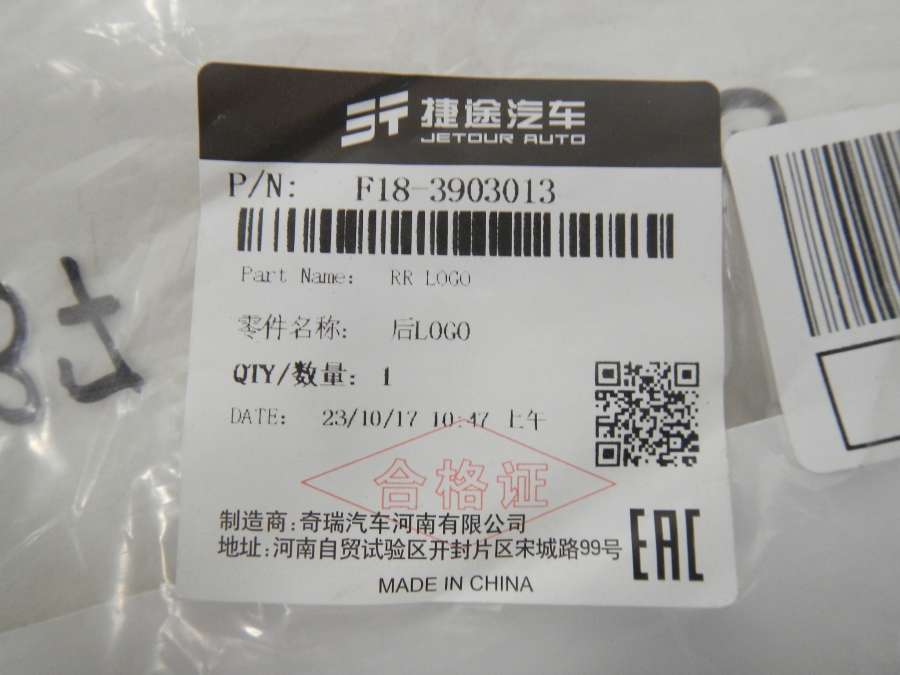 捷途汽车
JETOUR AUTO
P/N: F18-3903013
Part Name: RR LOGO
零件名称: 后LOGO
QTY/数量: 1
DATE: 23/10/17 10:47 上午
合格证
制造商:奇瑞汽车河南有限公司
地址:河南自贸试验区开封片区宋城路99号
EAC
MADE IN CHINA